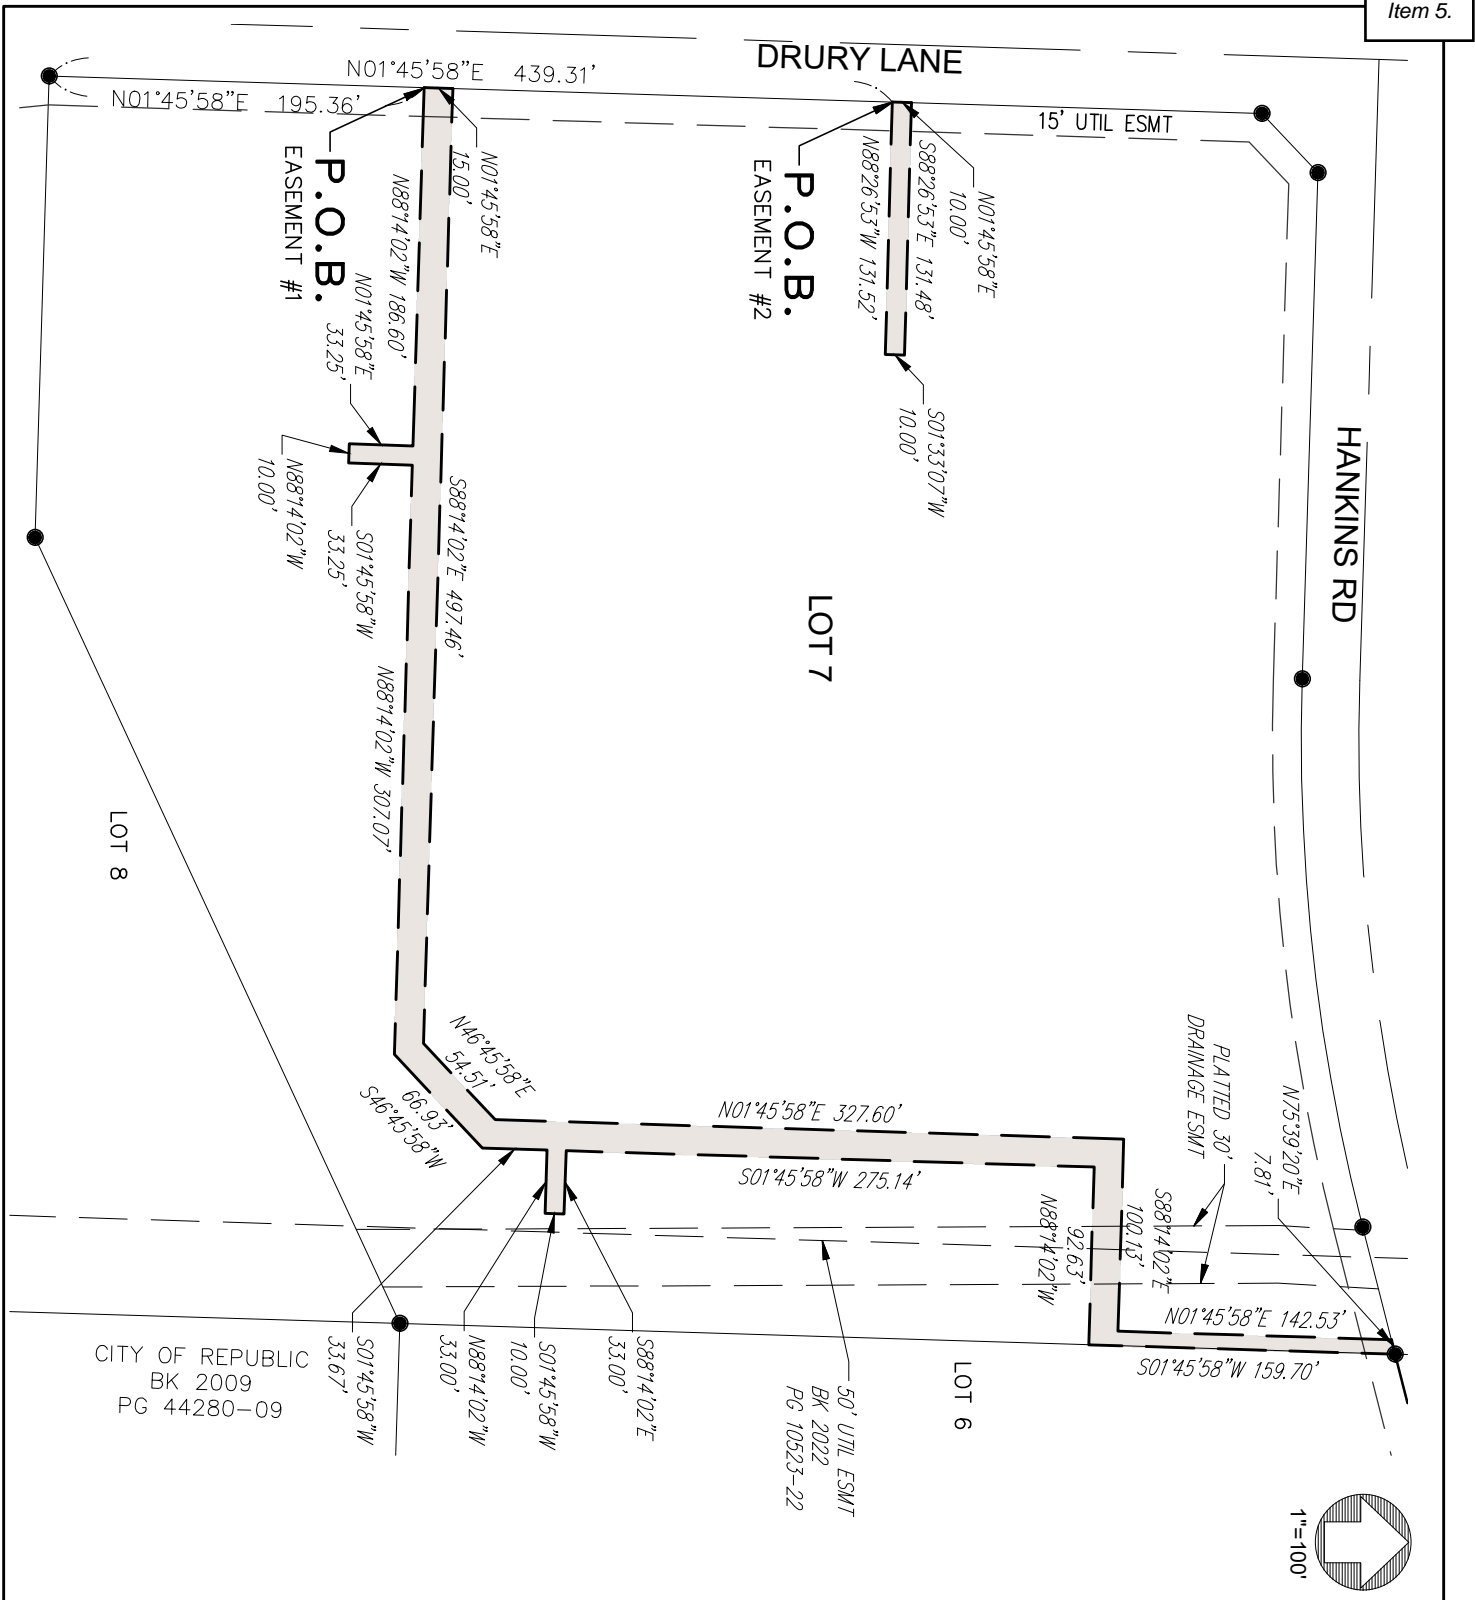 Item 5.
DRURY LANE
N01°45'58"E 439.31'
N01°45'58"E 195.36'
15' UTIL ESMT
N01°45'58"E
15.00'
P.O.B.
EASEMENT #1
N88°14'02"W 186.60'
N01°45'58"E
33.25'
N88°14'02"W
10.00'
S01°45'58"W
33.25'
S88°14'02"E 497.46'
N88°14'02"W 307.07'
N01°45'58"E
10.00'
S88°26'53"E 131.48'
N88°26'53"W 131.52'
P.O.B.
EASEMENT #2
S01°33'07"W
10.00'
HANKINS RD
LOT 7
LOT 8
N46°45'58"E
54.51'
66.93'
S46°45'58"W
N01°45'58"E 327.60'
S01°45'58"W 275.14'
PLATTED 30'
DRAINAGE ESMT
N75°39'20"E
7.81'
S88°14'02"E
100.13'
92.63'
N88°14'02"W
N01°45'58"E 142.53'
S01°45'58"W 159.70'
S88°14'02"E
33.00'
S01°45'58"W
10.00'
N88°14'02"W
33.00'
S01°45'58"W
33.67'
CITY OF REPUBLIC
BK 2009
PG 44280-09
50' UTIL ESMT
BK 2022
PG 10523-22
LOT 6
1"=100'